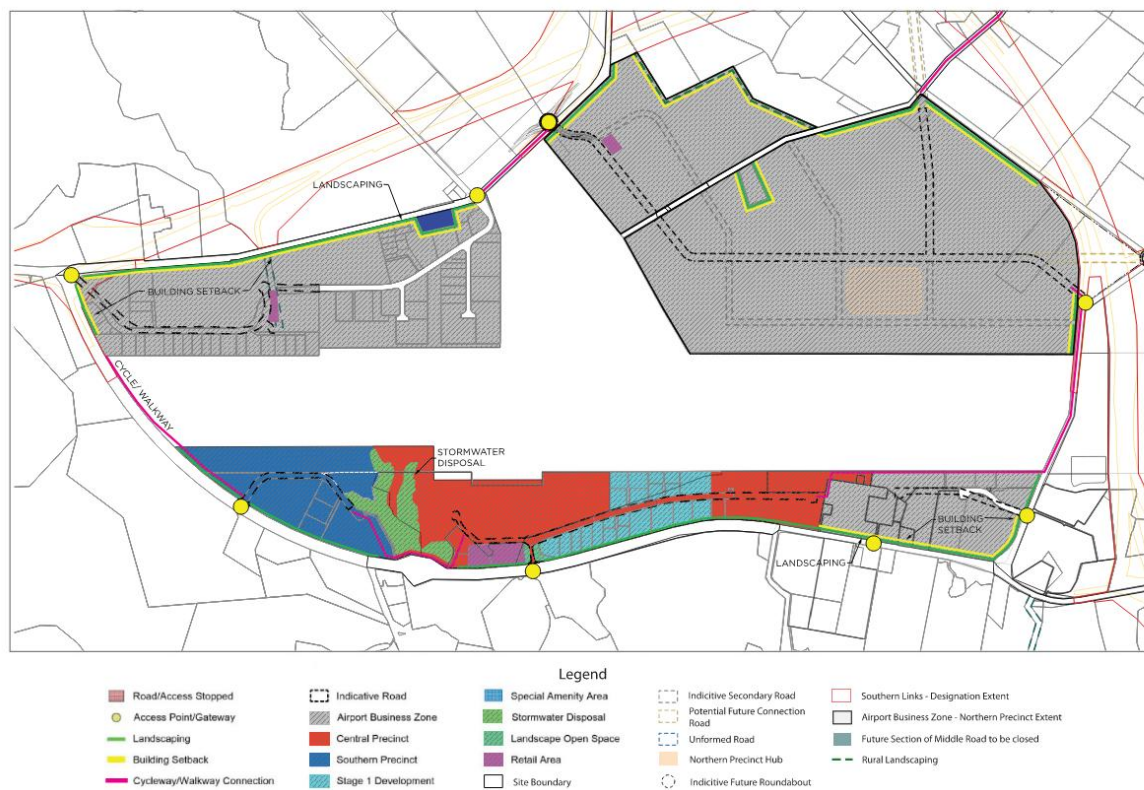 LANDSCAPING
BUILDING SETBACK
CYCLE/ WALKWAY
STORMWATER
DISPOSAL
BUILDING
SETBACK
LANDSCAPING
Legend
Road/Access Stopped
Access Point/Gateway
Landscaping
Building Setback
Cycleway/Walkway Connection
Indicative Road
Airport Business Zone
Central Precinct
Southern Precinct
Stage 1 Development
Special Amenity Area
Stormwater Disposal
Landscape Open Space
Retail Area
Site Boundary
Indicitive Secondary Road
Potential Future Connection
Road
Unformed Road
Northern Precinct Hub
Indicitive Future Roundabout
Southern Links - Designation Extent
Airport Business Zone - Northern Precinct Extent
Future Section of Middle Road to be closed
Rural Landscaping